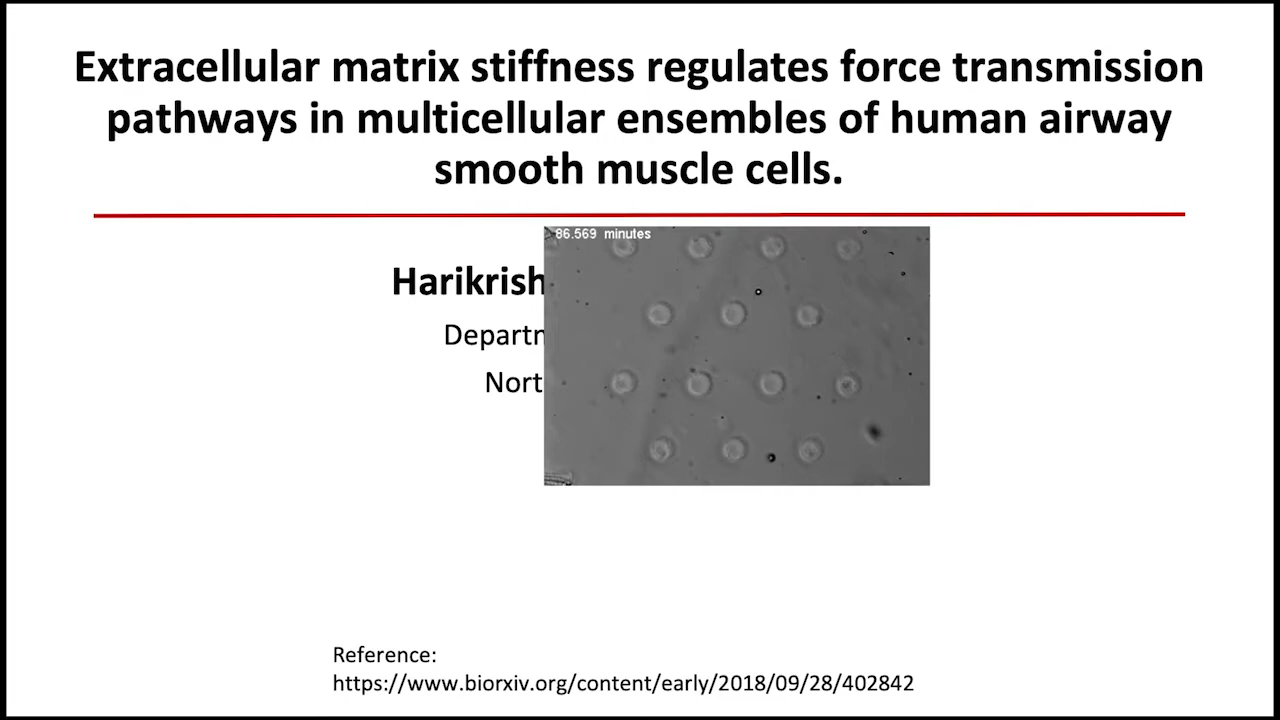 Extracellular matrix stiffness regulates force transmission
pathways in multicellular ensembles of human airway
smooth muscle cells.
86.569 minutes
Harikrish
Departn
Nort
Reference:
https://www.biorxiv.org/content/early/2018/09/28/402842